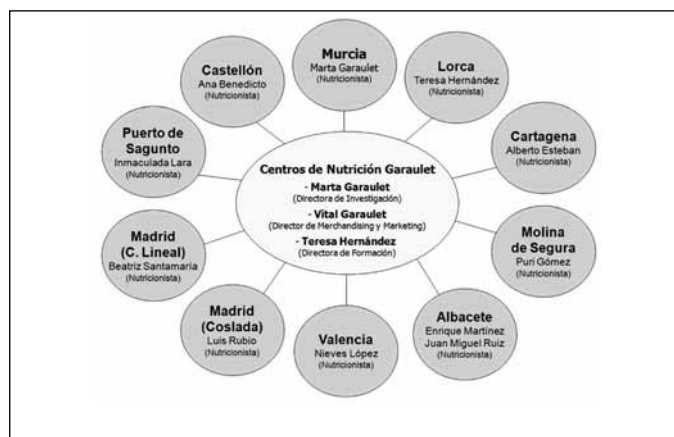 Murcia
Marta Garaulet
(Nutricionista)
Lorca
Teresa Hernández
(Nutricionista)
Cartagena
Alberto Esteban
(Nutricionista)
Molina
de Segura
Puri Gómez
(Nutricionista)
Albacete
Enrique Martínez
Juan Miguel Ruiz
(Nutricionista)
Valencia
Nieves López
(Nutricionista)
Madrid
(Coslada)
Luis Rubio
(Nutricionista)
Madrid
(C. Lineal)
Beatriz Santamaría
(Nutricionista)
Puerto de
Sagunto
Inmaculada Lara
(Nutricionista)
Castellón
Ana Benedicto
(Nutricionista)
Centros de Nutrición Garaulet
- Marta Garaulet
(Directora de Investigación)
- Vital Garaulet
(Director de Merchandising y Marketing)
- Teresa Hernández
(Directora de Formación)